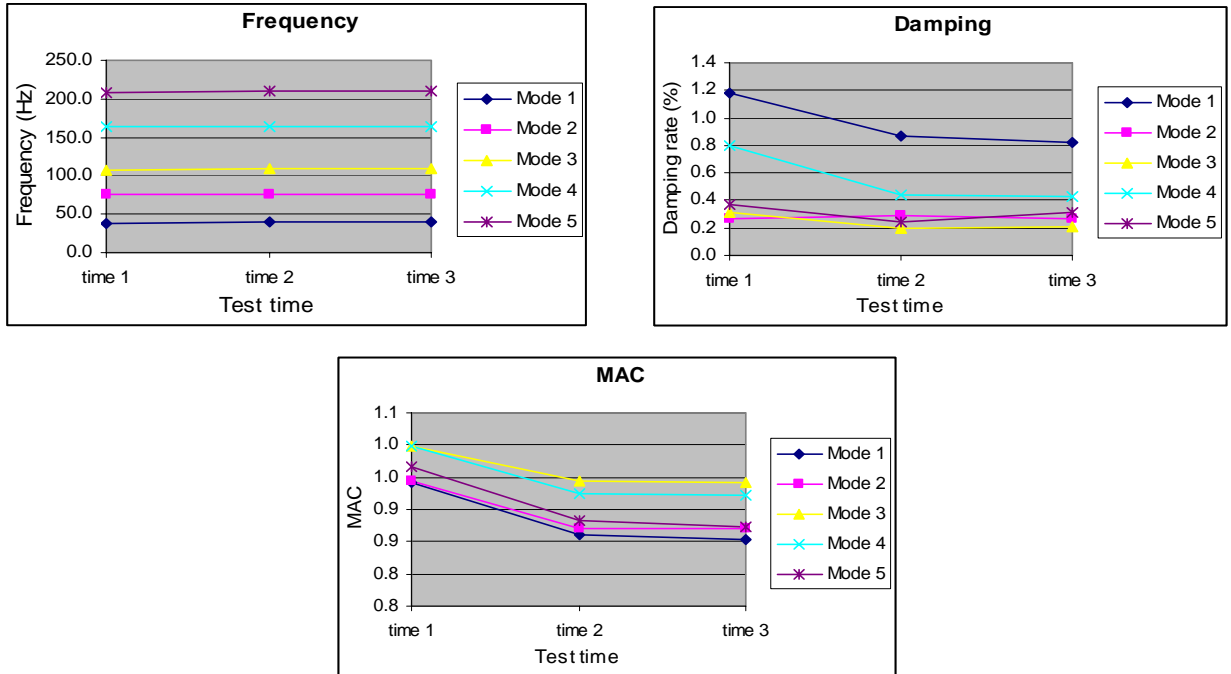 Frequency
250.0
200.0
150.0
100.0
50.0
0.0
Frequency (Hz)
time 1 time 2 time 3
Test time
Mode 1
Mode 2
Mode 3
Mode 4
Mode 5
Damping
1.4
1.2
1.0
0.8
0.6
0.4
0.2
0.0
Damping rate (%)
time 1 time 2 time 3
Test time
Mode 1
Mode 2
Mode 3
Mode 4
Mode 5
MAC
1.1
1.0
1.0
0.9
0.9
0.8
0.8
MAC
time 1 time 2 time 3
Test time
Mode 1
Mode 2
Mode 3
Mode 4
Mode 5